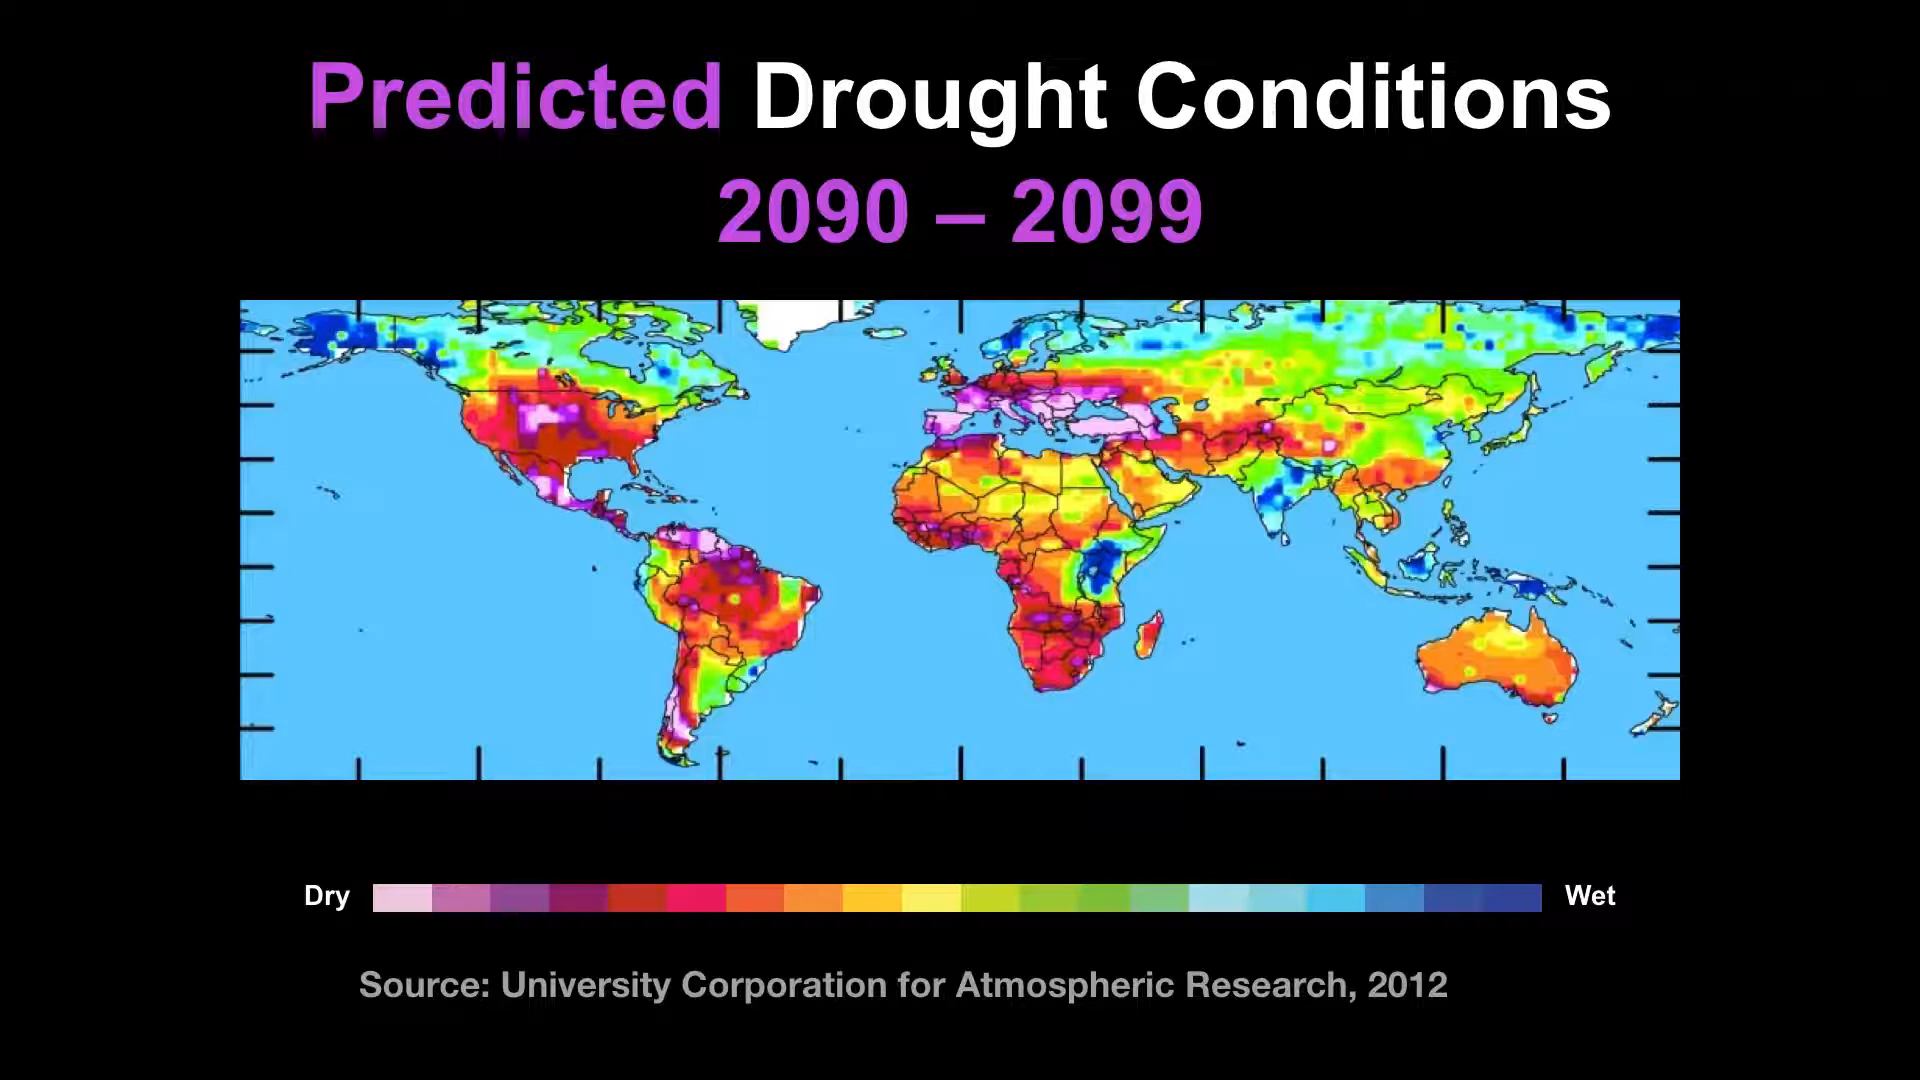 Predicted Drought Conditions
2090 – 2099
Dry
Wet
Source: University Corporation for Atmospheric Research, 2012